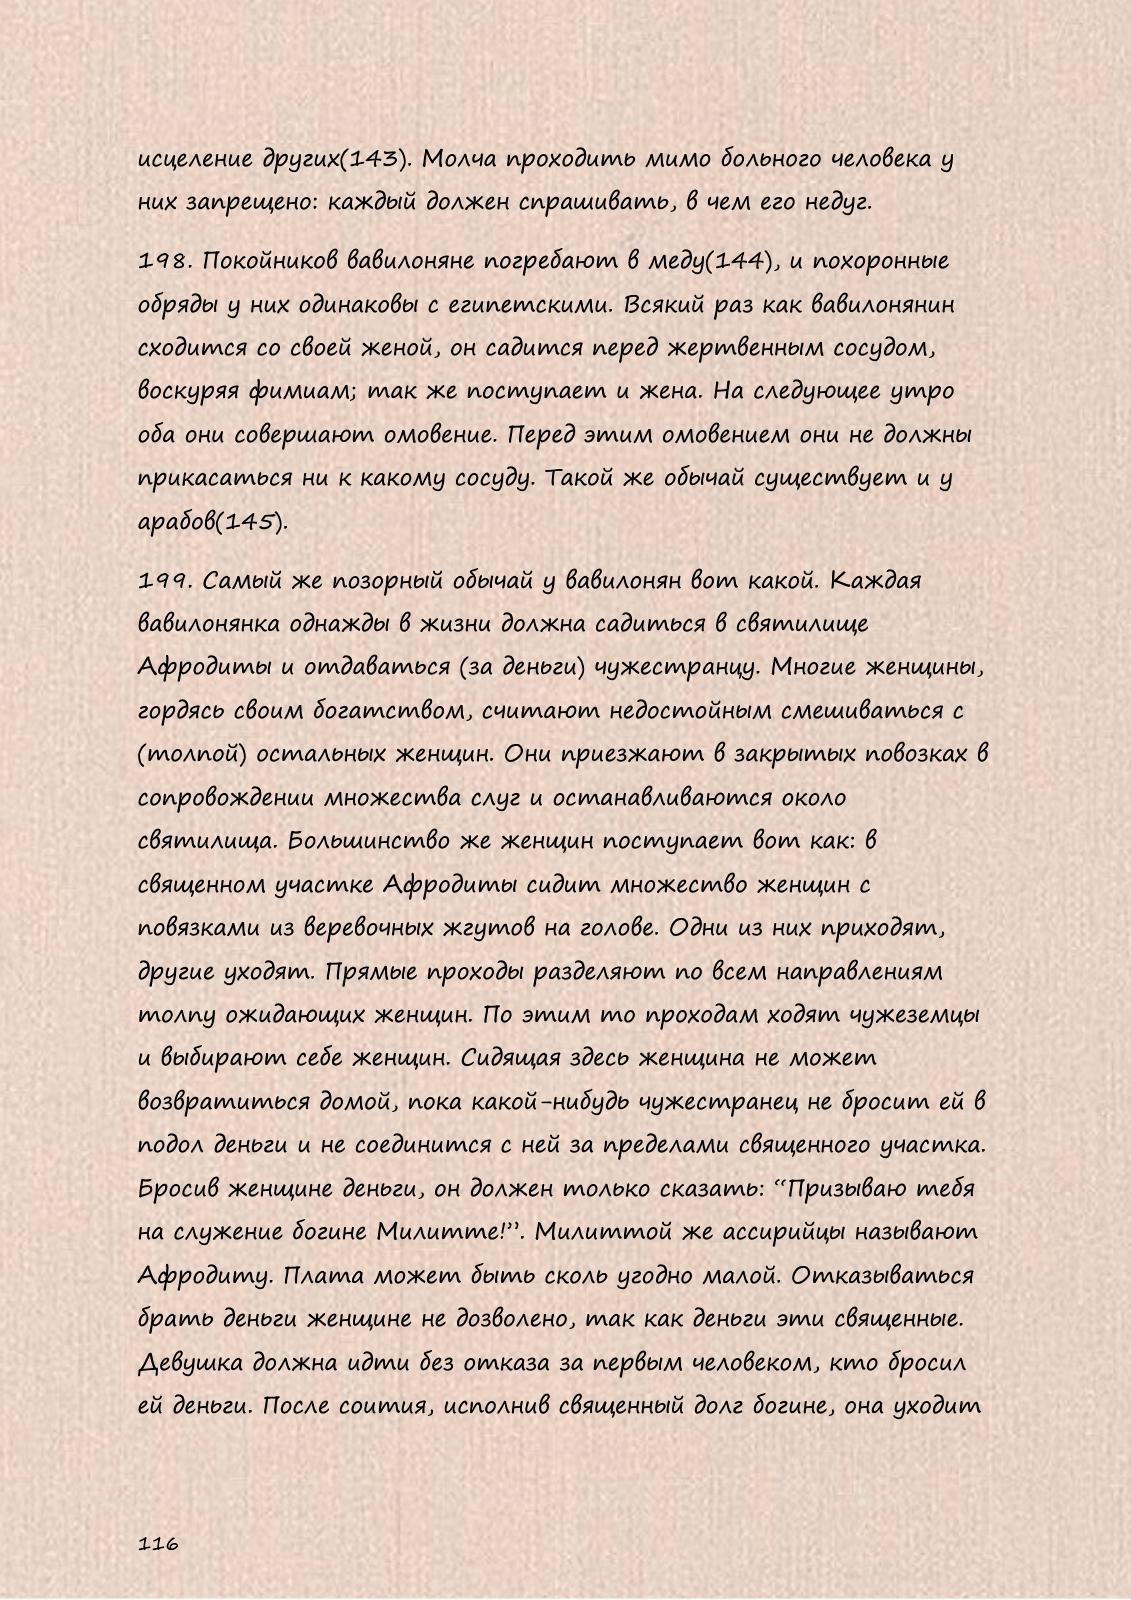 исцеление других(143). Молча проходить мимо больного человека у
них запрещено: каждый должен спрашивать, в чем его недуг.
198. Покойников вавилоняне погребают в меду(144), и похоронные
обряды у них одинаковы с египетскими. Всякий раз как вавилонянин
сходится со своей женой, он садится перед жертвенным сосудом,
воскуряя фимиам; так же поступает и жена. На следующее утро
оба они совершают омовение. Перед этим омовением они не должны
прикасаться ни к какому сосуду. Такой же обычай существует и у
арабов(145).
199. Самый же позорный обычай у вавилонян вот какой. Каждая
вавилонянка однажды в жизни должна садиться в святилище
Афродиты и отдаваться (за деньги) чужестранцу. Многие женщины,
гордясь своим богатством, считают недостойным смешиваться с
(толпой) остальных женщин. Они приезжают в закрытых повозках в
сопровождении множества слуг и останавливаются около
святилища. Большинство же женщин поступает вот как: в
священном участке Афродиты сидит множество женщин с
повязками из веревочных жгутов на голове. Одни из них приходят,
другие уходят. Прямые проходы разделяют по всем направлениям
толпу ожидающих женщин. По этим то проходам ходят чужеземцы
и выбирают себе женщин. Сидящая здесь женщина не может
возвратиться домой, пока какой-нибудь чужестранец не бросит ей в
подол деньги и не соединится с ней за пределами священного участка.
Бросив женщине деньги, он должен только сказать: “Призываю тебя
на служение богине Милитте!”. Милиттой же ассирийцы называют
Афродиту. Плата может быть сколь угодно малой. Отказываться
брать деньги женщине не дозволено, так как деньги эти священные.
Девушка должна идти без отказа за первым человеком, кто бросил
ей деньги. После соития, исполнив священный долг богине, она уходит
116